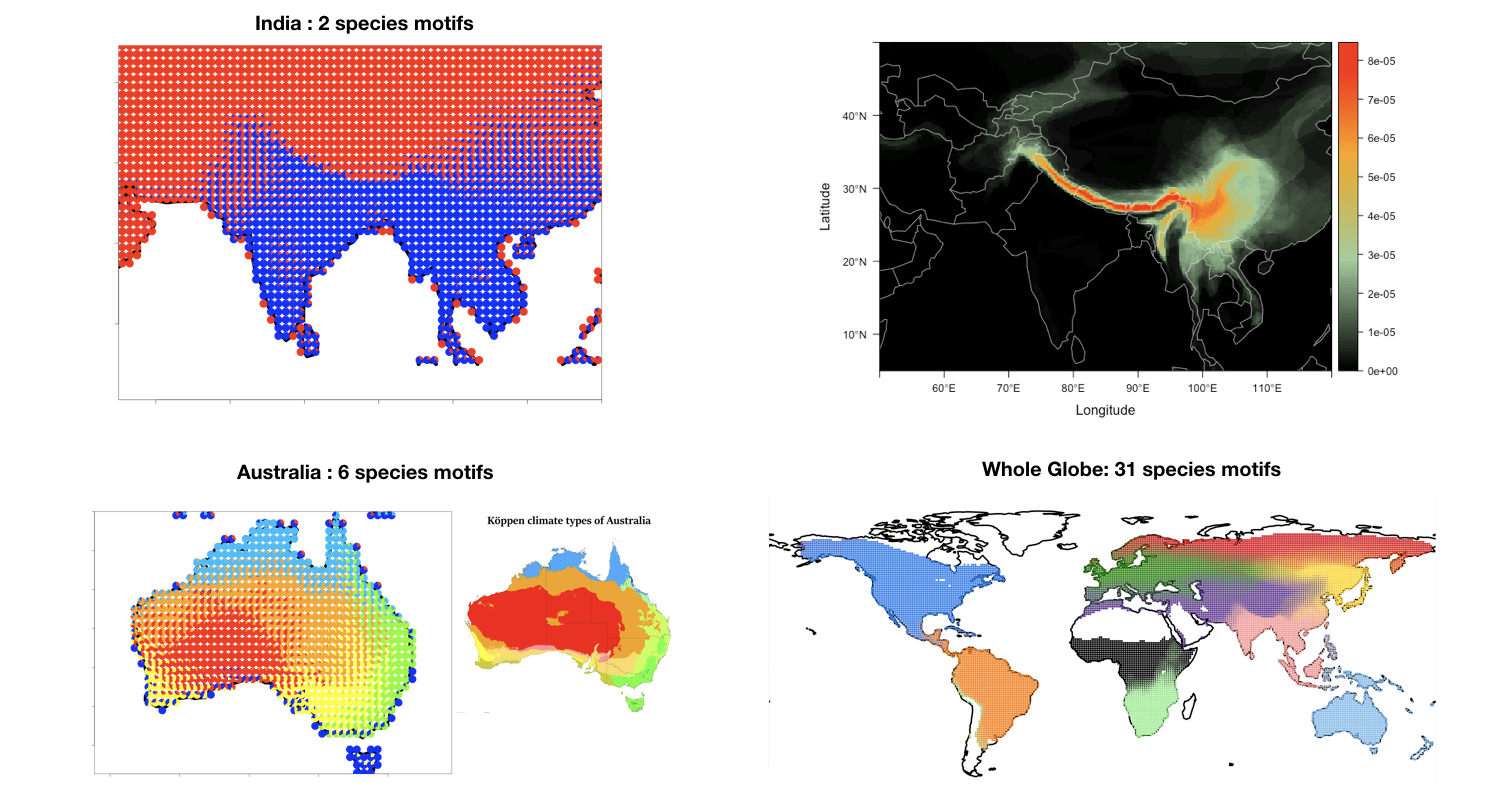 India : 2 species motifs
8e-05
7e-05
6e-05
5e-05
4e-05
3e-05
2e-05
1e-05
0e+00
40°N
30°N
20°N
10°N
Latitude
60°E 70°E 80°E 90°E 100°E 110°E
Longitude
Australia : 6 species motifs
Köppen climate types of Australia
Whole Globe: 31 species motifs